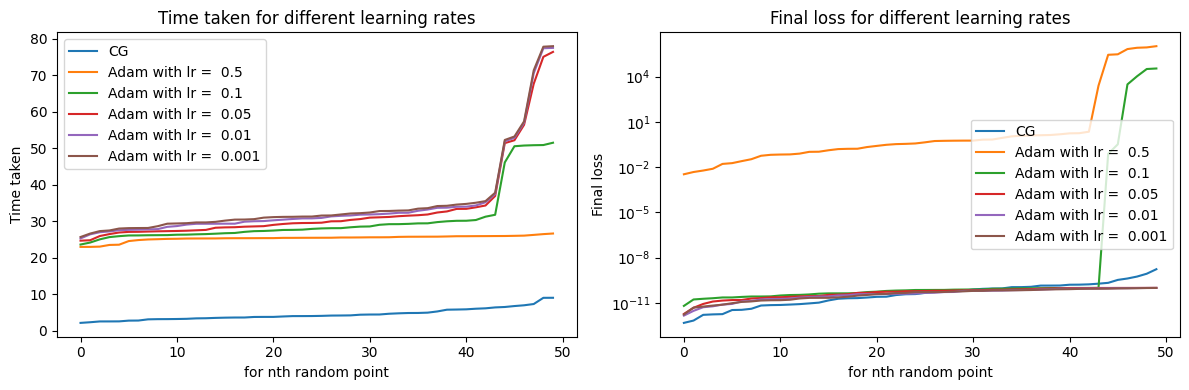 Time taken for different learning rates
80
70
60
50
40
30
20
10
0
Time taken
CG
Adam with lr =  0.5
Adam with lr =  0.1
Adam with lr =  0.05
Adam with lr =  0.01
Adam with lr =  0.001
0 10 20 30 40 50
for nth random point
Final loss for different learning rates
10⁴
10¹
10⁻²
10⁻⁵
10⁻⁸
10⁻¹¹
Final loss
CG
Adam with lr =  0.5
Adam with lr =  0.1
Adam with lr =  0.05
Adam with lr =  0.01
Adam with lr =  0.001
0 10 20 30 40 50
for nth random point